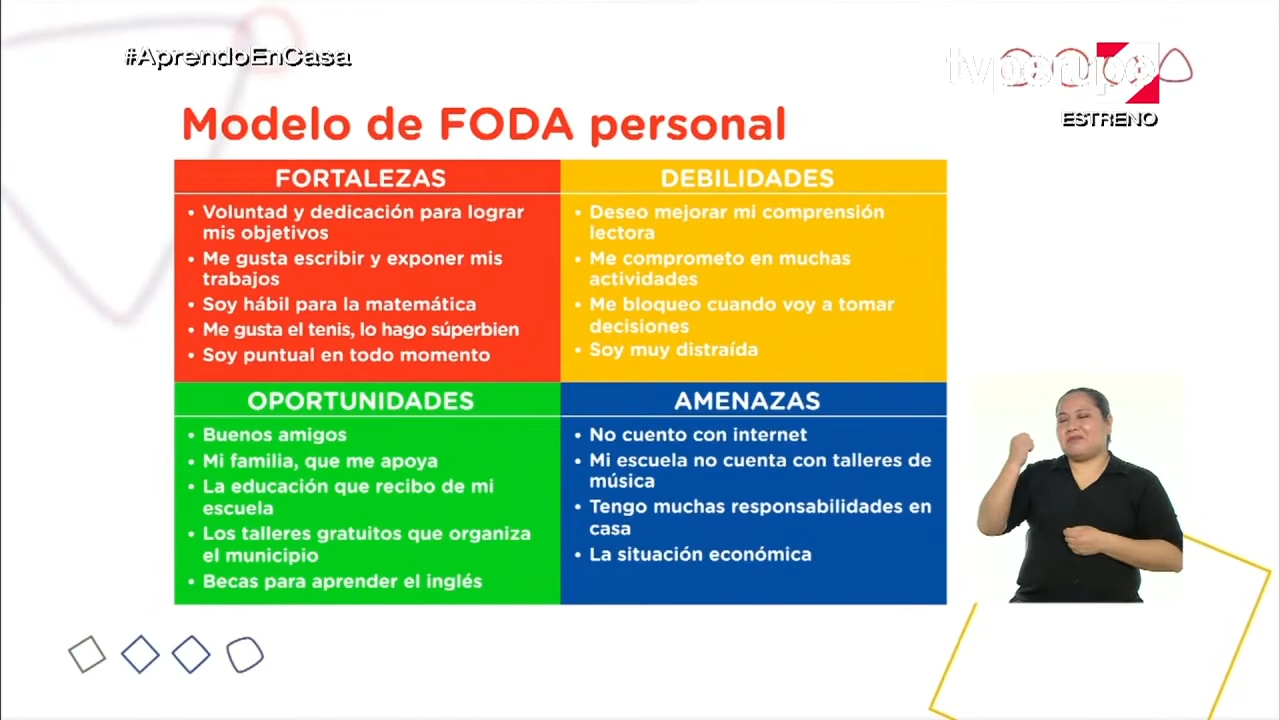 #AprendoEnCasa
tvperu
ESTRENO
Modelo de FODA personal
FORTALEZAS
• Voluntad y dedicación para lograr
mis objetivos
• Me gusta escribir y exponer mis
trabajos
• Soy hábil para la matemática
• Me gusta el tenis, lo hago súperbien
• Soy puntual en todo momento
DEBILIDADES
• Deseo mejorar mi comprensión
lectora
• Me comprometo en muchas
actividades
• Me bloqueo cuando voy a tomar
decisiones
• Soy muy distraída
OPORTUNIDADES
• Buenos amigos
• Mi familia, que me apoya
• La educación que recibo de mi
escuela
• Los talleres gratuitos que organiza
el municipio
• Becas para aprender el inglés
AMENAZAS
• No cuento con internet
• Mi escuela no cuenta con talleres de
música
• Tengo muchas responsabilidades en
casa
• La situación económica